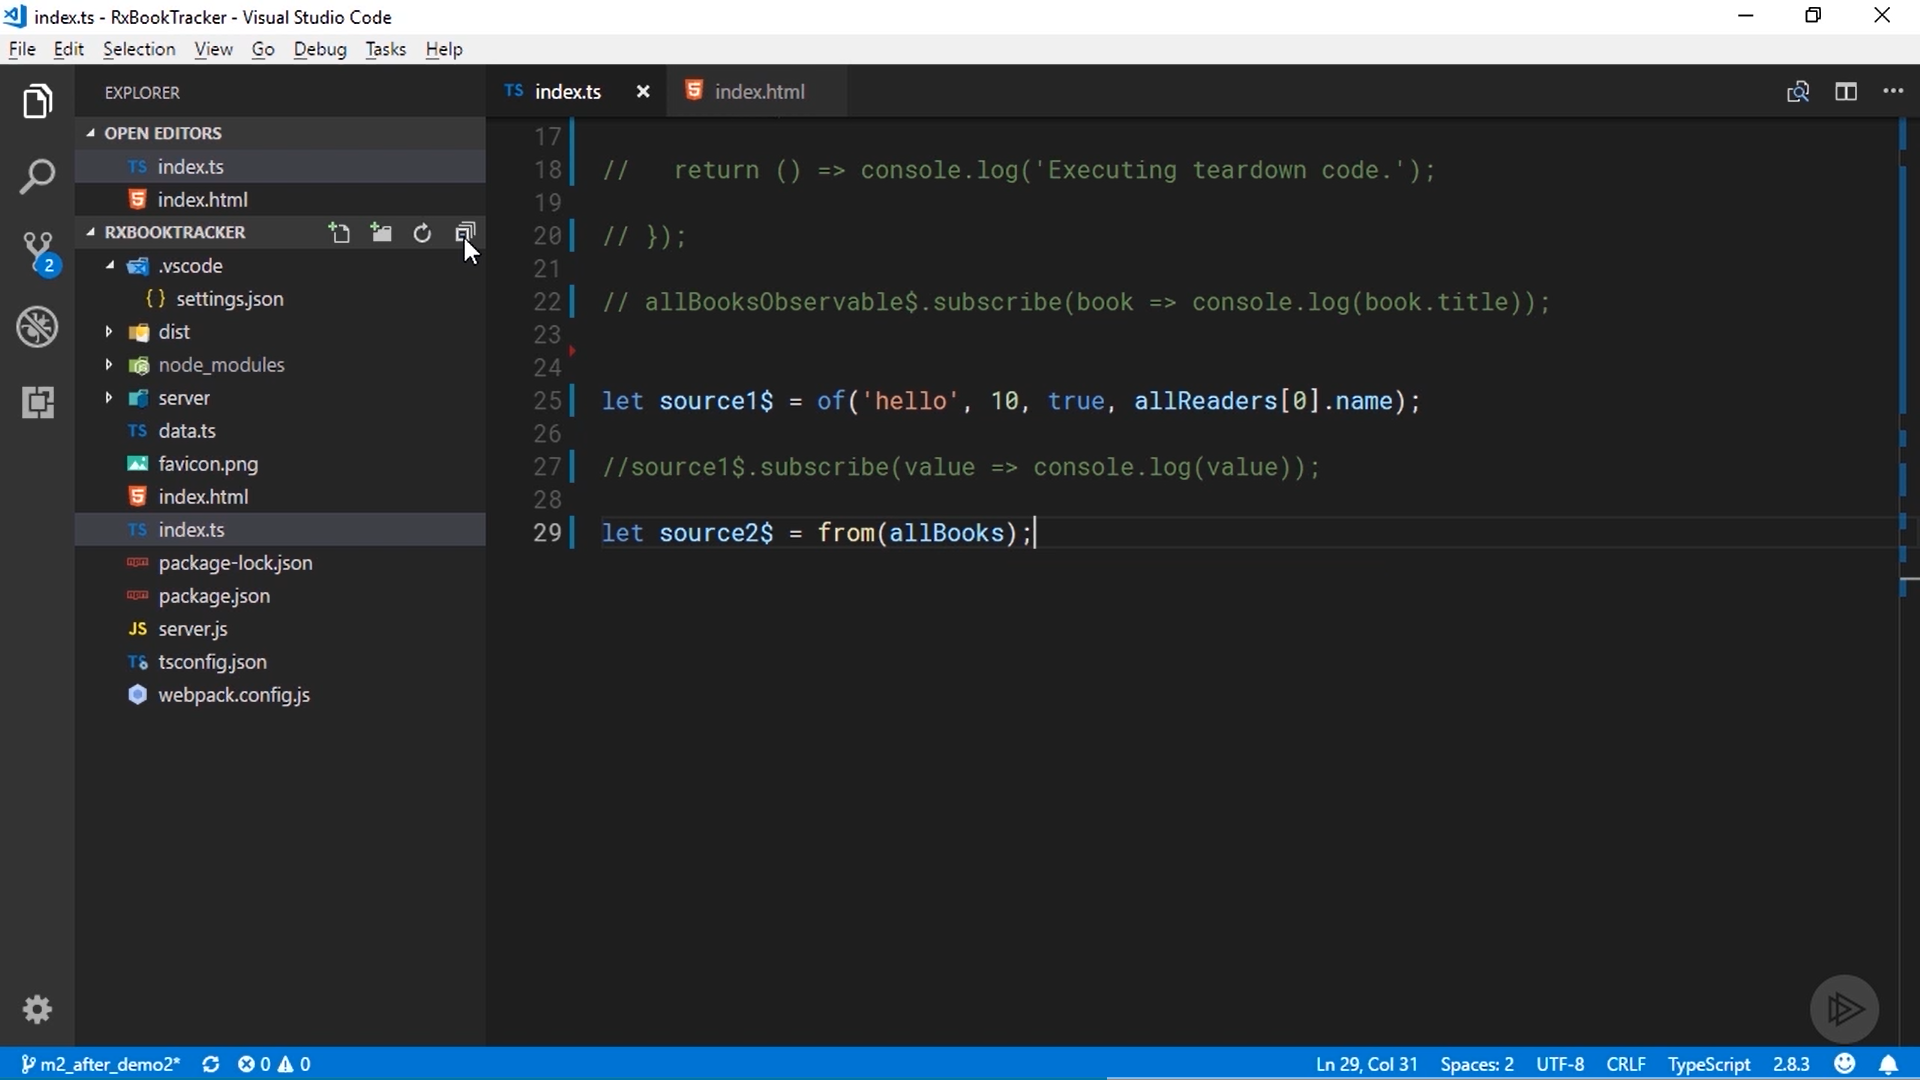 index.ts - RxBookTracker - Visual Studio Code
File Edit Selection View Go Debug Tasks Help
EXPLORER
OPEN EDITORS
TS index.ts
index.html
RXBOOKTRACKER
.vscode
{ } settings.json
dist
node_modules
server
TS data.ts
favicon.png
index.html
TS index.ts
package-lock.json
package.json
JS server.js
TS tsconfig.json
webpack.config.js
2
TS index.ts index.html
17
18 //   return () => console.log('Executing teardown code.');
19
20 // });
21
22 // allBooksObservable$.subscribe(book => console.log(book.title));
23
24
25 let source1$ = of('hello', 10, true, allReaders[0].name);
26
27 //source1$.subscribe(value => console.log(value));
28
29 let source2$ = from(allBooks);
m2_after_demo2* 0 0 Ln 29, Col 31 Spaces: 2 UTF-8 CRLF TypeScript 2.8.3